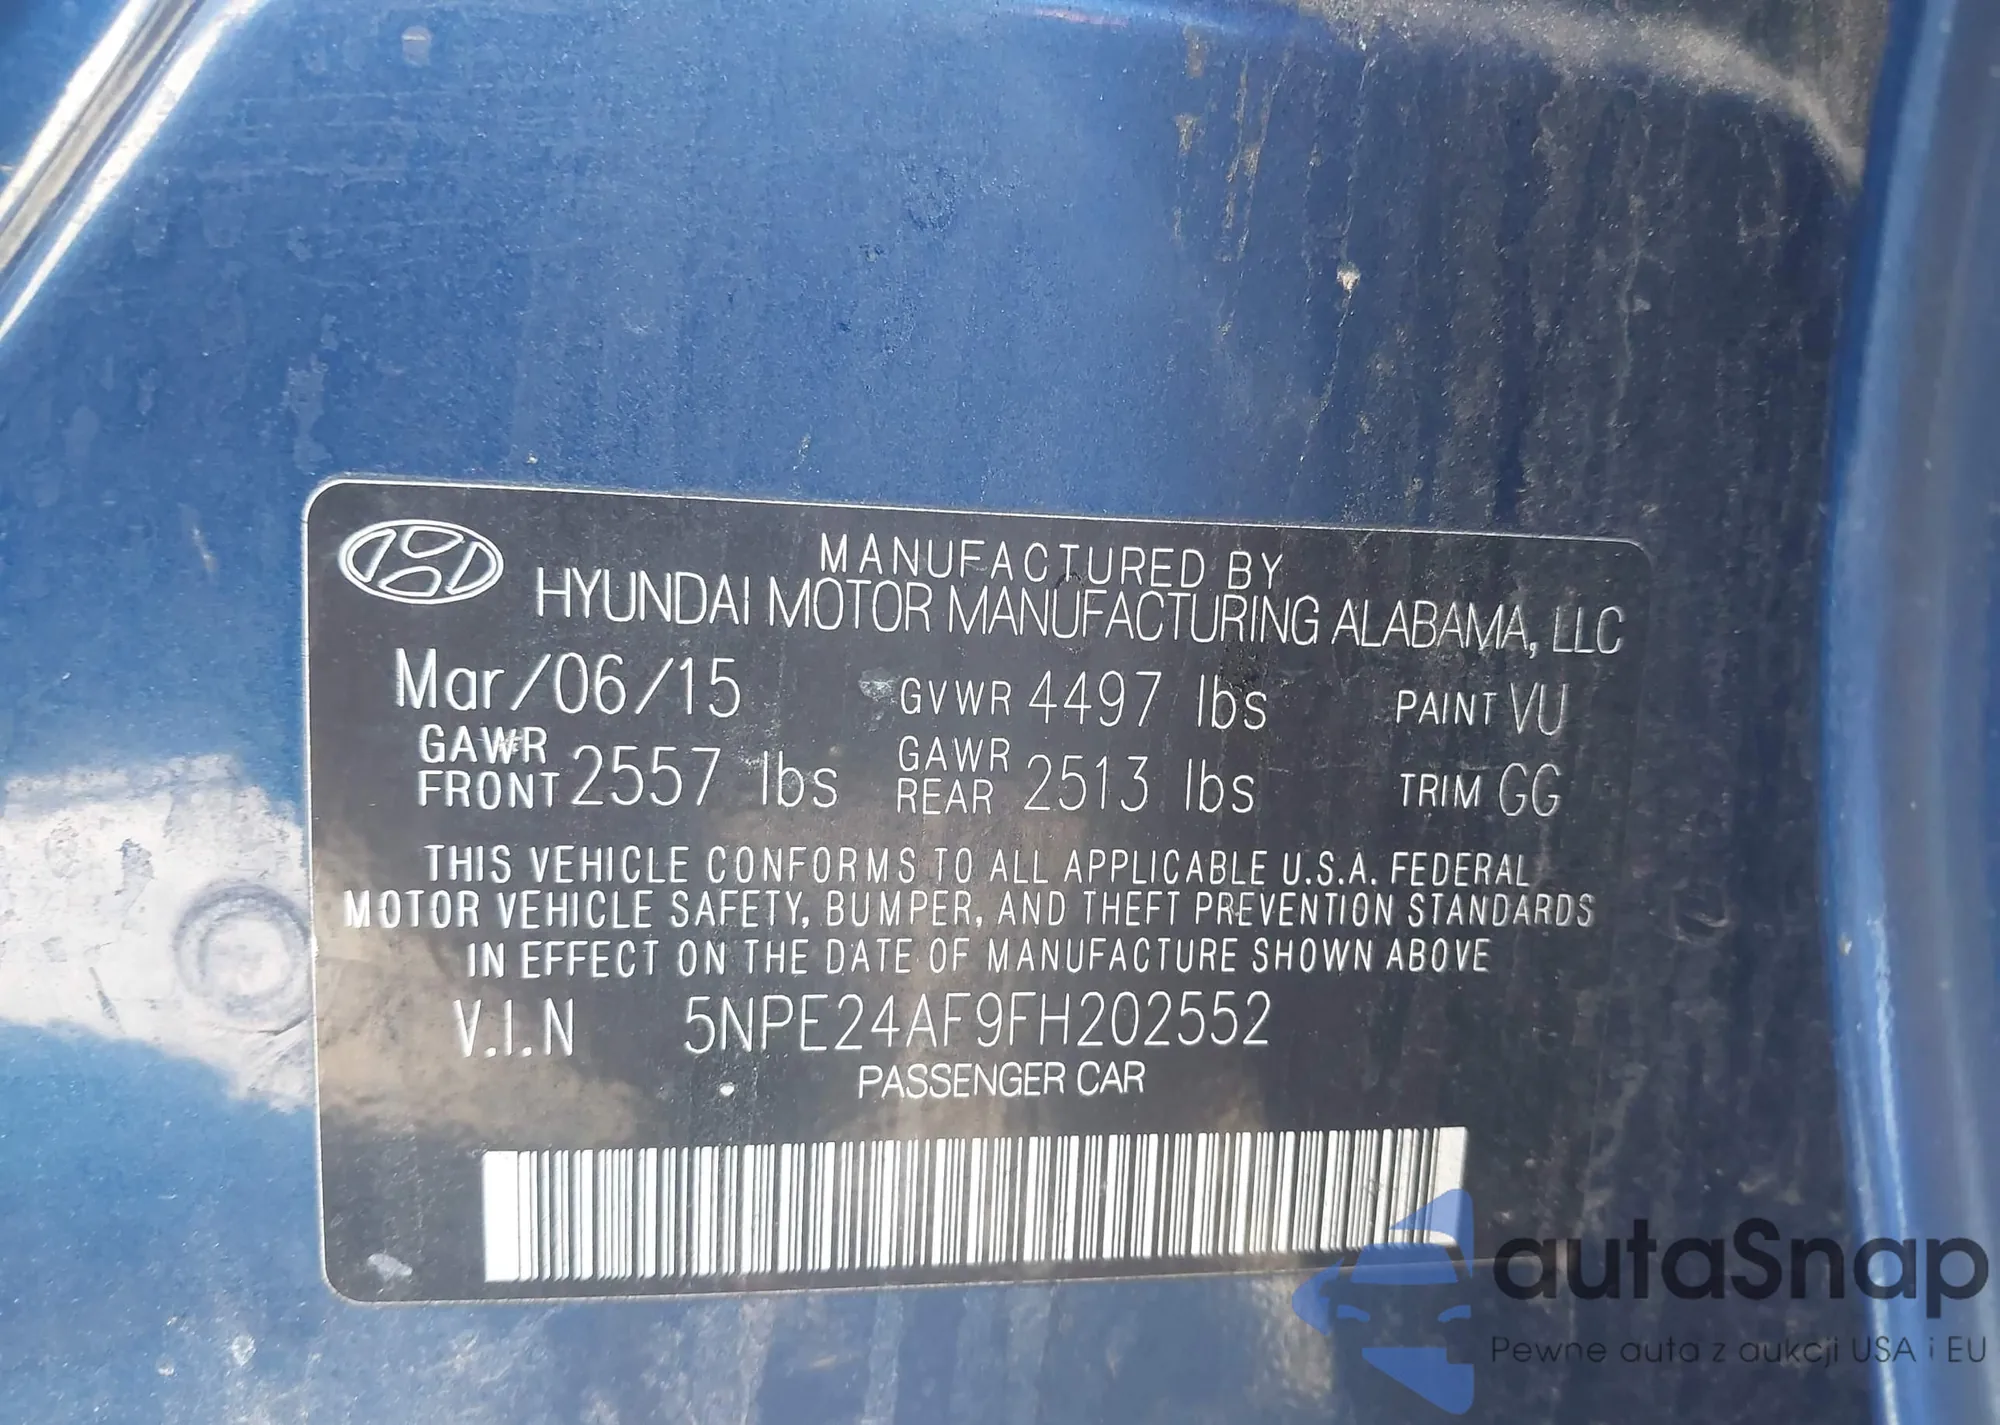 MANUFACTURED BY
HYUNDAI MOTOR MANUFACTURING ALABAMA, LLC
Mar/06/15 GVWR 4497 lbs PAINT VU
GAWR FRONT 2557 lbs GAWR REAR 2513 lbs TRIM GG
THIS VEHICLE CONFORMS TO ALL APPLICABLE U.S.A. FEDERAL
MOTOR VEHICLE SAFETY, BUMPER, AND THEFT PREVENTION STANDARDS
IN EFFECT ON THE DATE OF MANUFACTURE SHOWN ABOVE
V.I.N 5NPE24AF9FH202552
PASSENGER CAR
autaSnap
Pewne auta z aukcji USA i EU